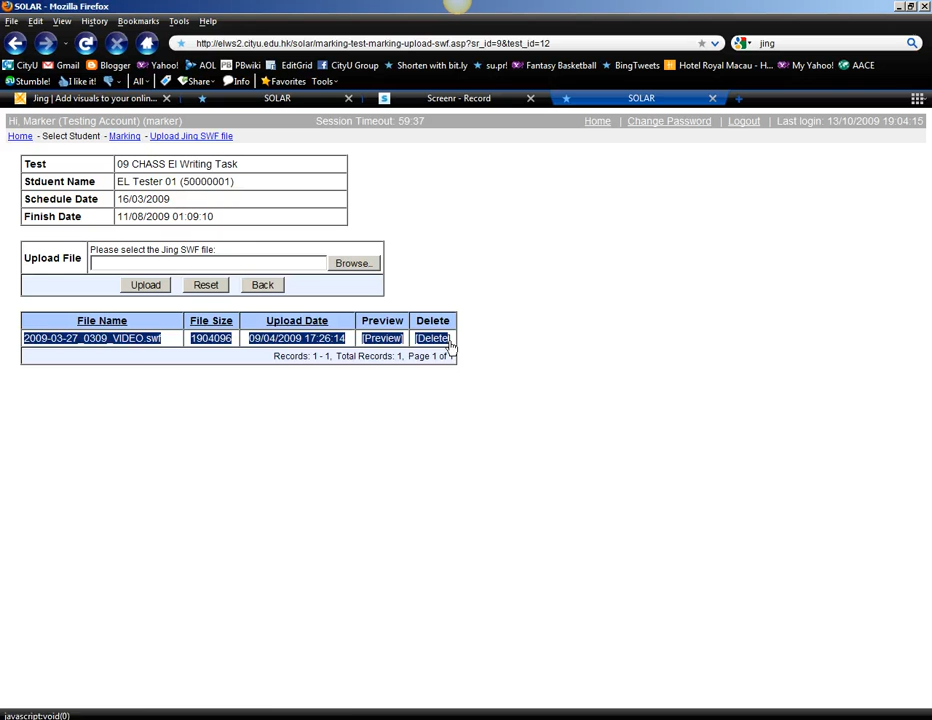 SOLAR - Mozilla Firefox
File Edit View History Bookmarks Tools Help
http://elws2.cityu.edu.hk/solar/marking-test-marking-upload-swf.asp?sr_id=9&test_id=12 jing
CityU Gmail Blogger Yahoo! AOL PBwiki EditGrid CityU Group Shorten with bit.ly su.pr! Fantasy Basketball BingTweets Hotel Royal Macau - H... My Yahoo! AACE
Stumble! I like it! All Share Info Favorites Tools
Jing | Add visuals to your onlin... SOLAR Screenr - Record SOLAR
Hi, Marker (Testing Account) (marker) Session Timeout: 59:37 Home | Change Password | Logout | Last login: 13/10/2009 19:04:15
Home - Select Student - Marking - Upload Jing SWF file
Test 09 CHASS El Writing Task
Stduent Name EL Tester 01 (50000001)
Schedule Date 16/03/2009
Finish Date 11/08/2009 01:09:10
Please select the Jing SWF file:
Upload File Browse..
Upload Reset Back
File Name File Size Upload Date Preview Delete
2009-03-27_0309_VIDEO.swf 1904096 09/04/2009 17:26:14 [Preview] [Delete
Records: 1 - 1, Total Records: 1, Page 1 of 1
javascript:void(0)